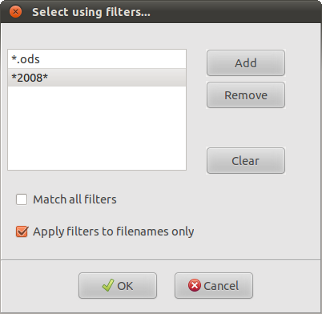 Select using filters...
*.ods
*2008*
Add
Remove
Clear
Match all filters
Apply filters to filenames only
OK
Cancel